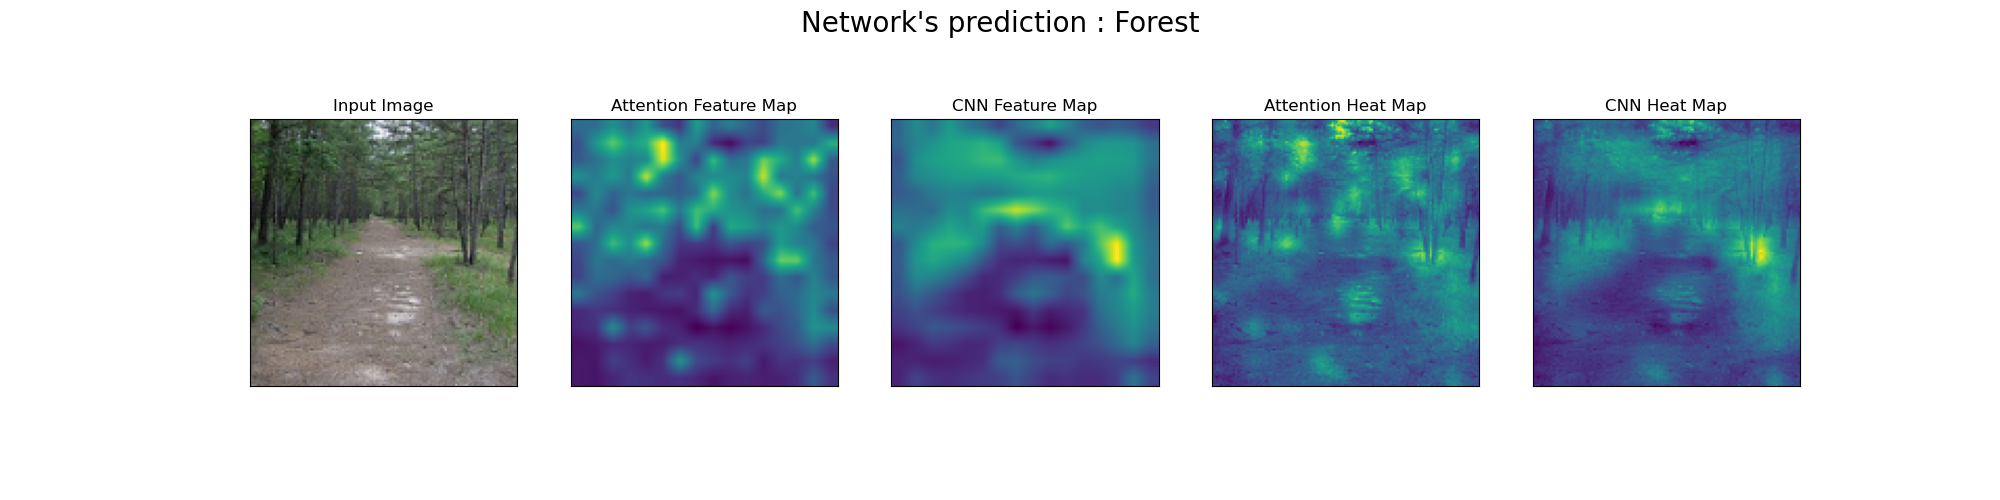 Network's prediction : Forest
Input Image
Attention Feature Map
CNN Feature Map
Attention Heat Map
CNN Heat Map